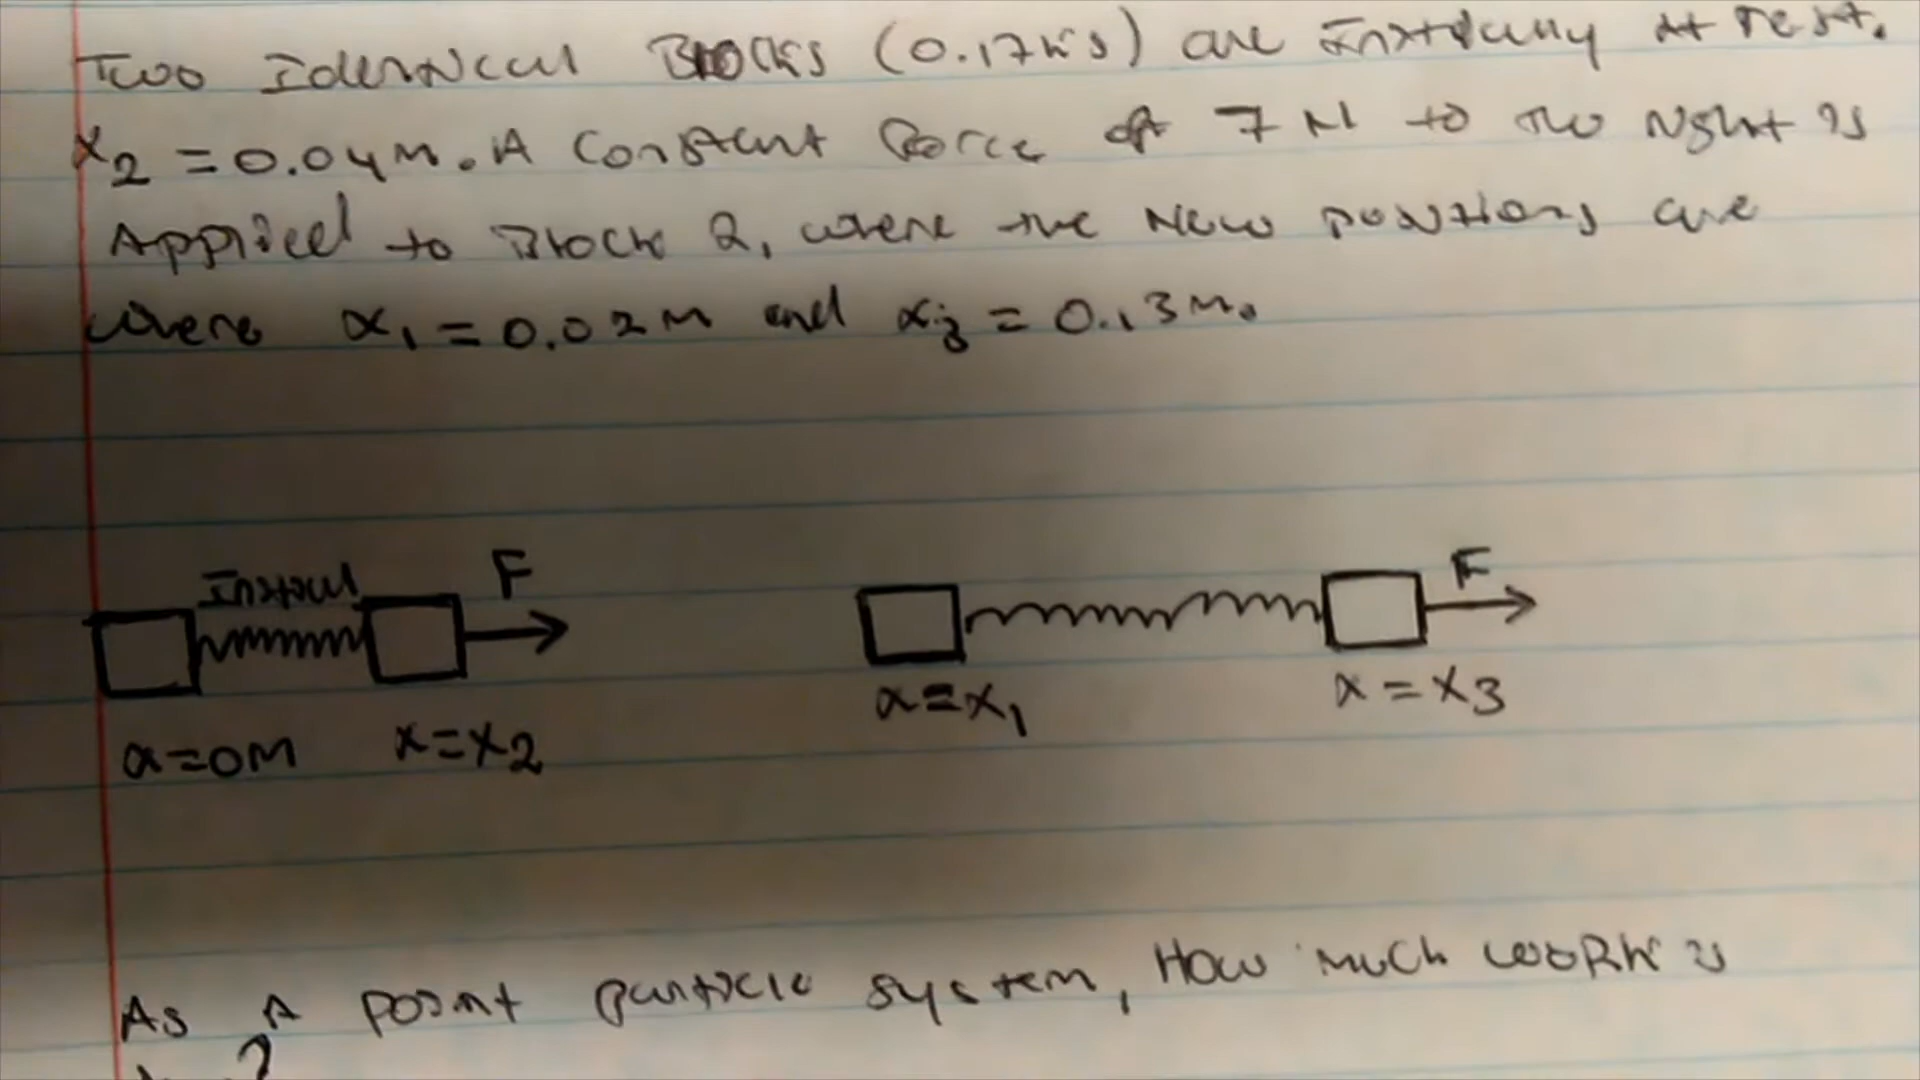 Two Identical Blocks (0.17kg) are Initially at rest.
x2 = 0.04m. A constant force of 7N to the right is
Applied to Block 2, where the New positions are
where x1 = 0.02m and x3 = 0.13m.
Initial F F
x=0m x=x2 x=x1 x=x3
As A point particle system, How much work is
?